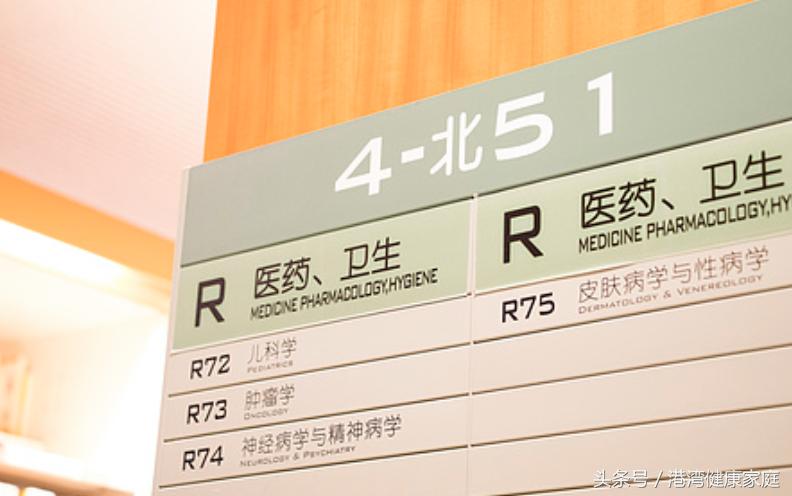 4-北51
R 医药、卫生
MEDICINE PHARMACOLOGY,HYGIENE
R72 儿科学
PEDIATRICS
R73 肿瘤学
ONCOLOGY
R74 神经病学与精神病学
NEUROLOGY & PSYCHIATRY
R 医药、卫生
MEDICINE PHARMACOLOGY,HY
R75 皮肤病学与性病学
DERMATOLOGY & VENEREOLOGY
头条号 / 港湾健康家庭